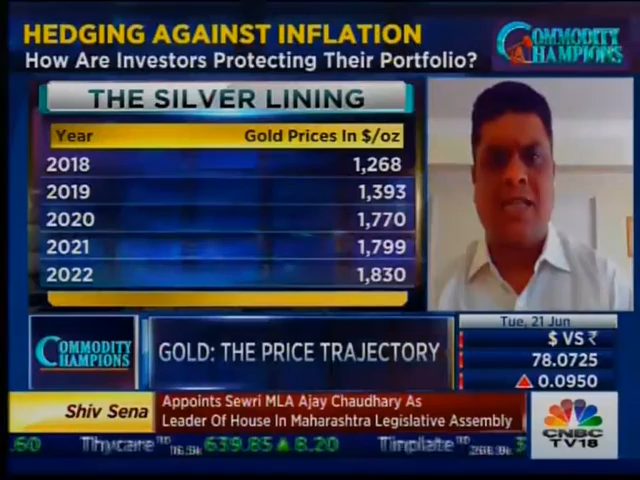 HEDGING AGAINST INFLATION
How Are Investors Protecting Their Portfolio?
COMMODITY
CHAMPIONS
THE SILVER LINING
Year Gold Prices In $/oz
2018 1,268
2019 1,393
2020 1,770
2021 1,799
2022 1,830
COMMODITY
CHAMPIONS
GOLD: THE PRICE TRAJECTORY
Tue, 21 Jun
$ VS ₹
78.0725
▲ 0.0950
Shiv Sena
Appoints Sewri MLA Ajay Chaudhary As
Leader Of House In Maharashtra Legislative Assembly
CNBC
TV18
.60 Thycare 639.85 ▲ 8.20 Tinplate